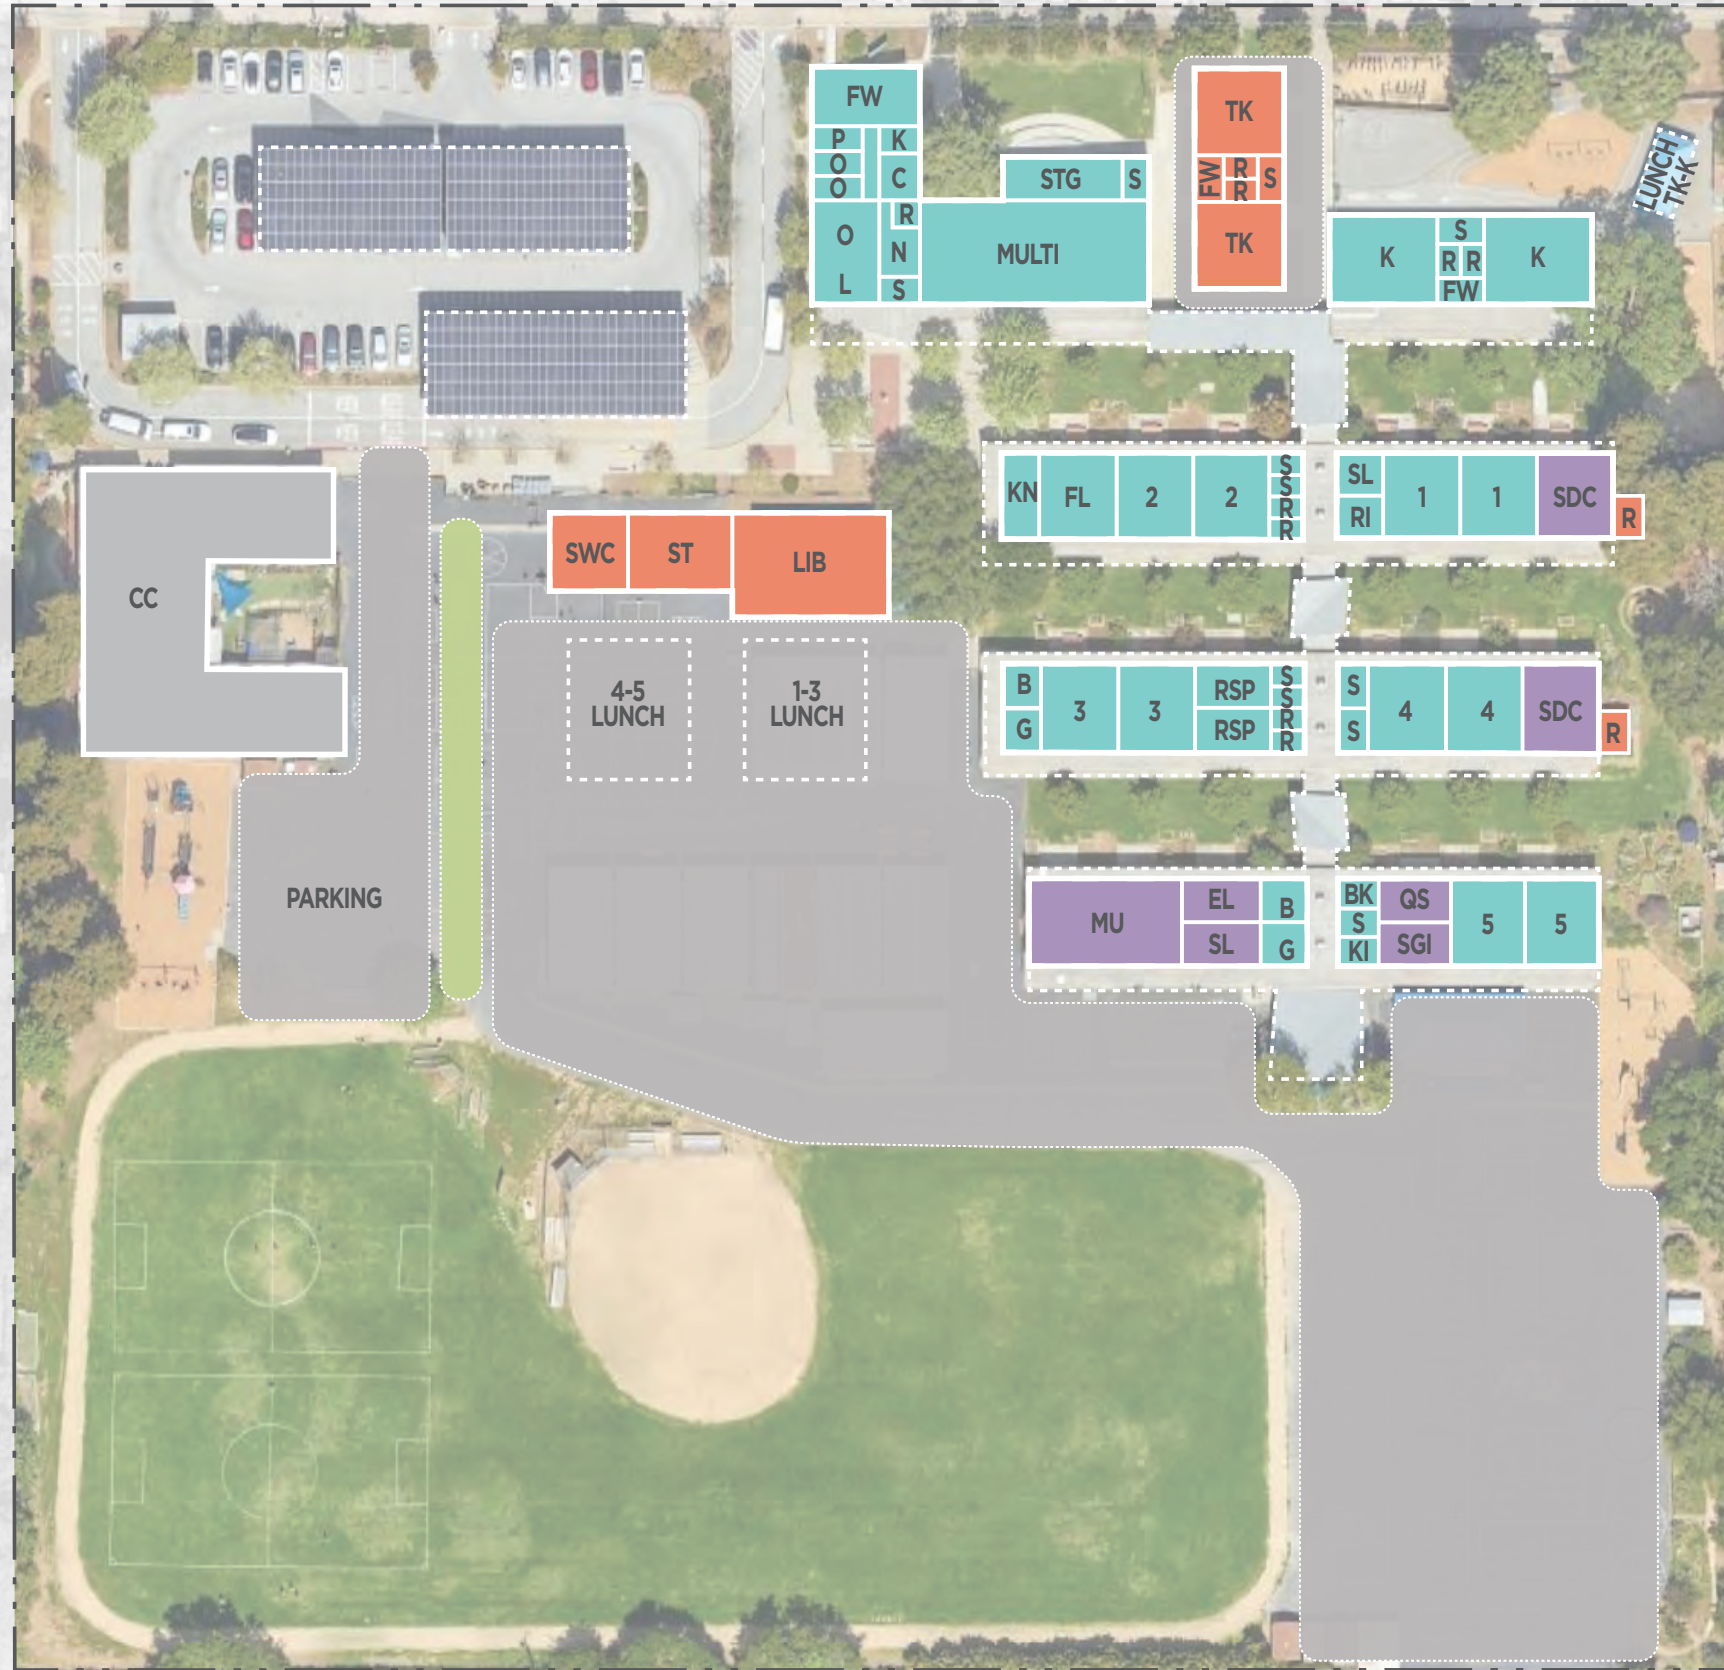 FW
P
O
O
K
C
O
L
R
N
S
STG
S
MULTI
TK
FW
R
R
S
TK
K
S
R
R
FW
K
LUNCH
TK-K
KN
FL
2
2
S
S
R
R
SL
RI
1
1
SDC
R
CC
SWC
ST
LIB
4-5
LUNCH
1-3
LUNCH
B
G
3
3
RSP
RSP
S
S
R
R
S
S
4
4
SDC
R
PARKING
MU
EL
SL
B
G
BK
S
KI
QS
SGI
5
5